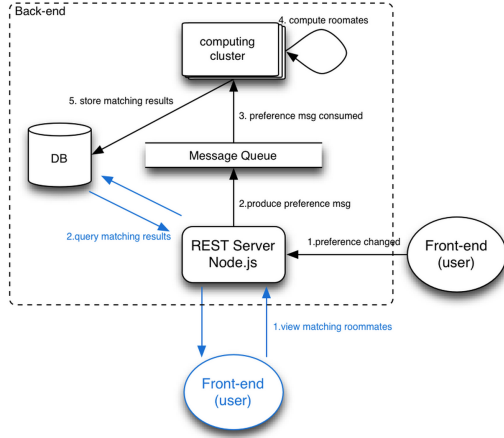 Back-end
4. compute roomates
computing
cluster
5. store matching results
3. preference msg consumed
Message Queue
DB
2.produce preference msg
2.query matching results
REST Server
Node.js
1.preference changed
Front-end
(user)
1.view matching roommates
Front-end
(user)